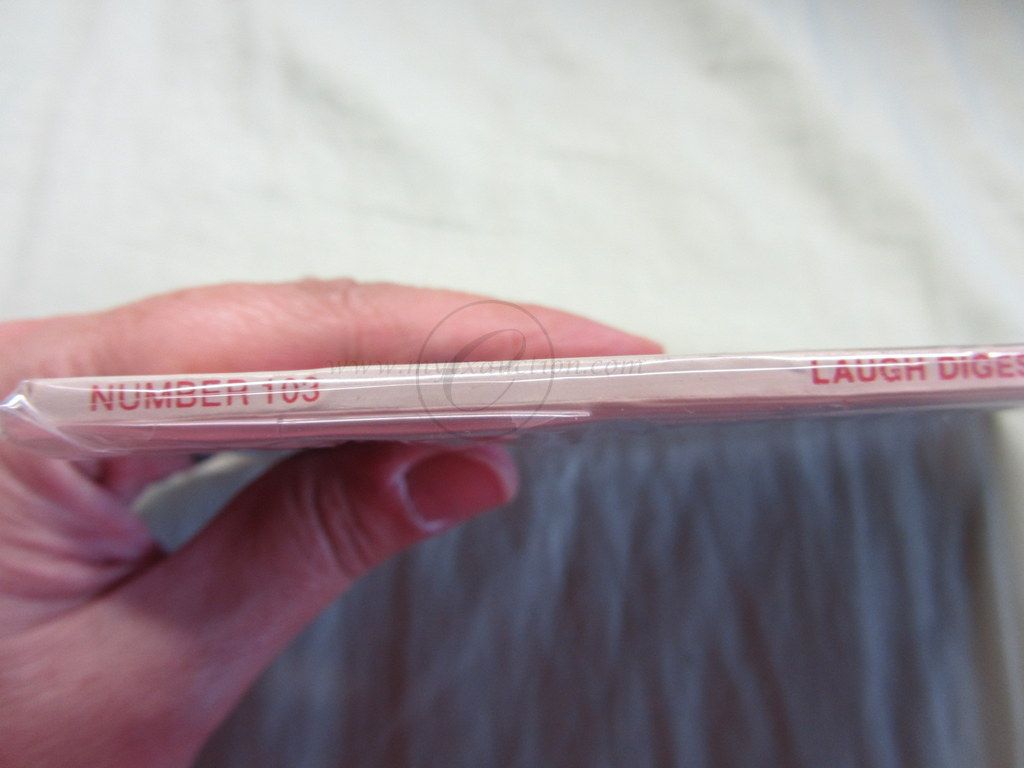 NUMBER 103
LAUGH DIGES